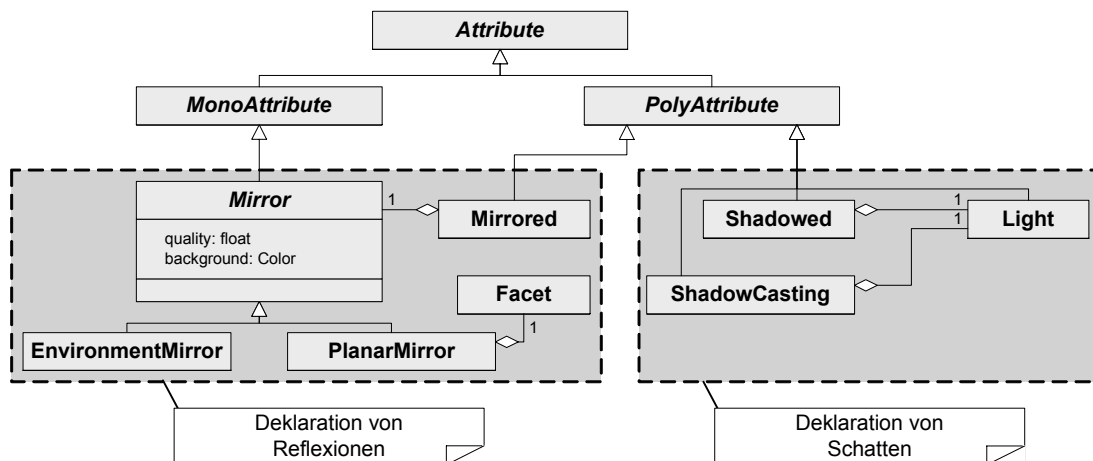 Attribute
MonoAttribute
PolyAttribute
Mirror
quality: float
background: Color
1
Mirrored
Facet
1
EnvironmentMirror
PlanarMirror
Shadowed
1
1
Light
ShadowCasting
Deklaration von
Reflexionen
Deklaration von
Schatten